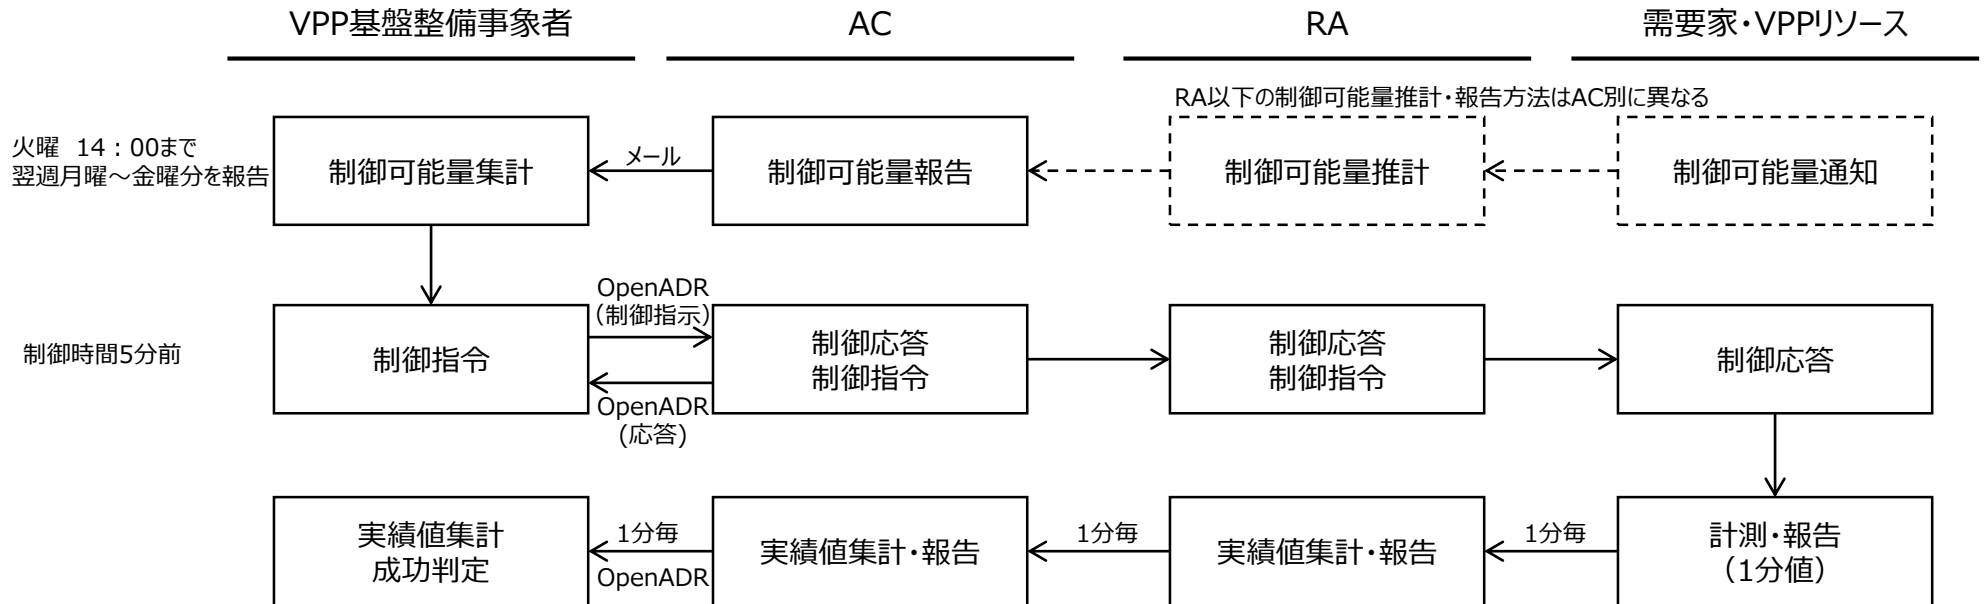 VPP基盤整備事象者
AC
RA
需要家・VPPリソース
RA以下の制御可能量推計・報告方法はAC別に異なる
火曜 14：00まで
翌週月曜～金曜分を報告
制御可能量集計
メール
制御可能量報告
制御可能量推計
制御可能量通知
制御時間5分前
制御指令
OpenADR
（制御指示）
OpenADR
(応答)
制御応答
制御指令
制御応答
制御指令
制御応答
実績値集計
成功判定
1分毎
OpenADR
実績値集計・報告
1分毎
実績値集計・報告
1分毎
計測・報告
（1分値）